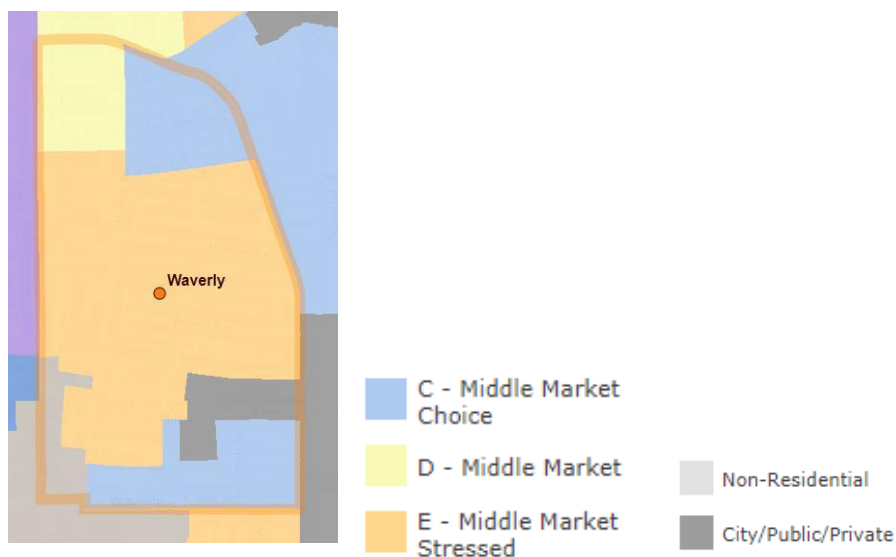 Waverly
C - Middle Market
Choice
D - Middle Market
E - Middle Market
Stressed
Non-Residential
City/Public/Private